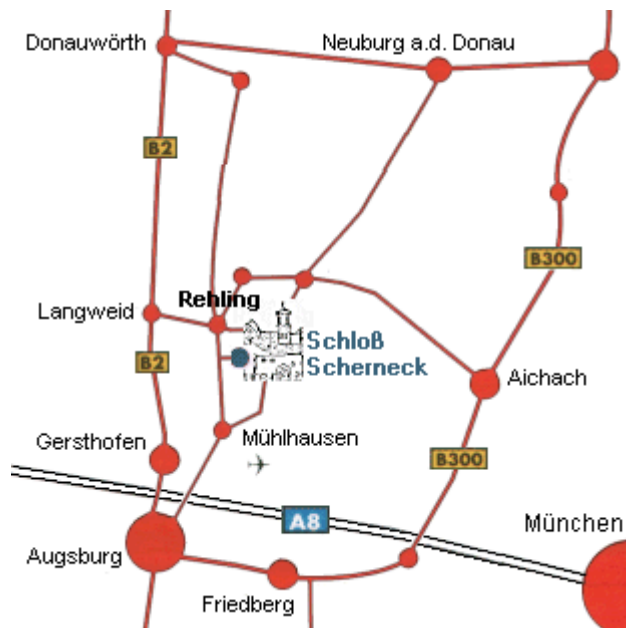 Donauwörth
Neuburg a.d. Donau
B2
B300
Rehling
Langweid
Schloß
Scherneck
B2
Aichach
Gersthofen
Mühlhausen
B300
A8
München
Augsburg
Friedberg